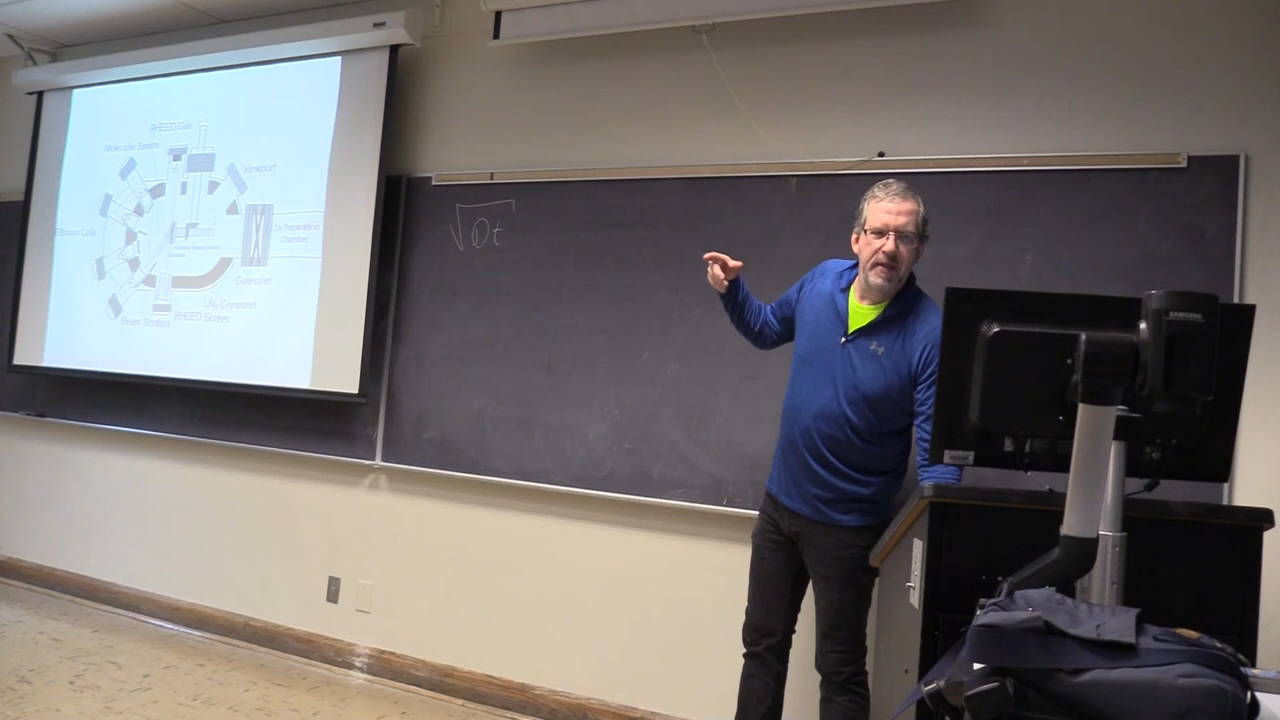 RHEED Gun
Molecular Beams
Viewport
Effusion Cells
To Preparation
Chamber
Gatevalve
LN₂ Cryopanel
Beam Shutters
RHEED Screen
√Dt
SAMSUNG